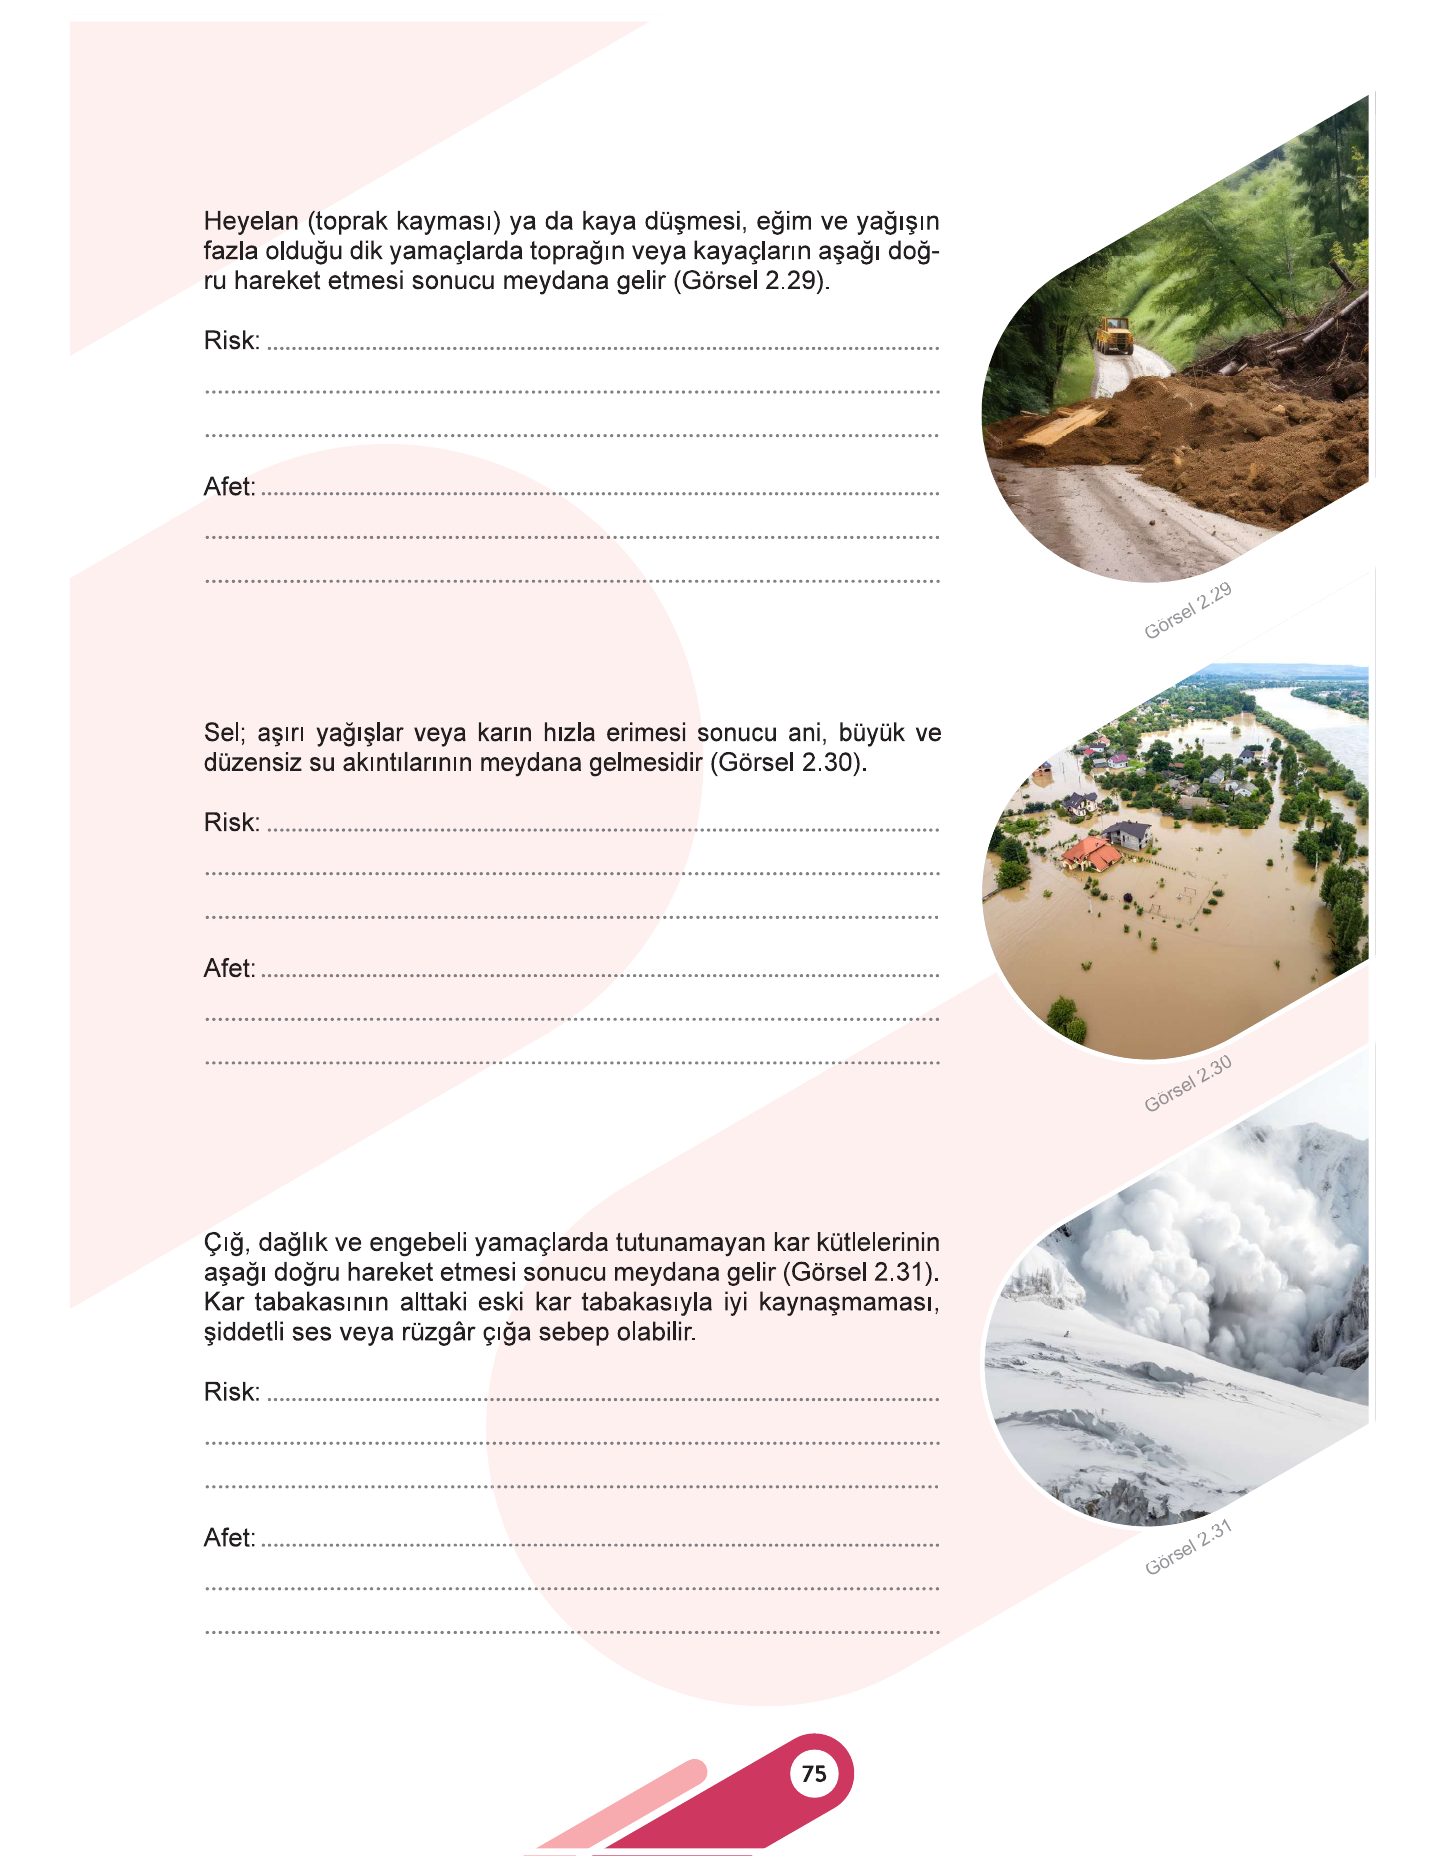 Heyelan (toprak kayması) ya da kaya düşmesi, eğim ve yağışın
fazla olduğu dik yamaçlarda toprağın veya kayaçların aşağı doğ-
ru hareket etmesi sonucu meydana gelir (Görsel 2.29).
Risk: ........................................................................................................
........................................................................................................
........................................................................................................
Afet: ........................................................................................................
........................................................................................................
........................................................................................................
Görsel 2.29
Sel; aşırı yağışlar veya karın hızla erimesi sonucu ani, büyük ve
düzensiz su akıntılarının meydana gelmesidir (Görsel 2.30).
Risk: ........................................................................................................
........................................................................................................
........................................................................................................
Afet: ........................................................................................................
........................................................................................................
........................................................................................................
Görsel 2.30
Çığ, dağlık ve engebeli yamaçlarda tutunamayan kar kütlelerinin
aşağı doğru hareket etmesi sonucu meydana gelir (Görsel 2.31).
Kar tabakasının alttaki eski kar tabakasıyla iyi kaynaşmaması,
şiddetli ses veya rüzgâr çığa sebep olabilir.
Risk: ........................................................................................................
........................................................................................................
........................................................................................................
Afet: ........................................................................................................
........................................................................................................
........................................................................................................
Görsel 2.31
75